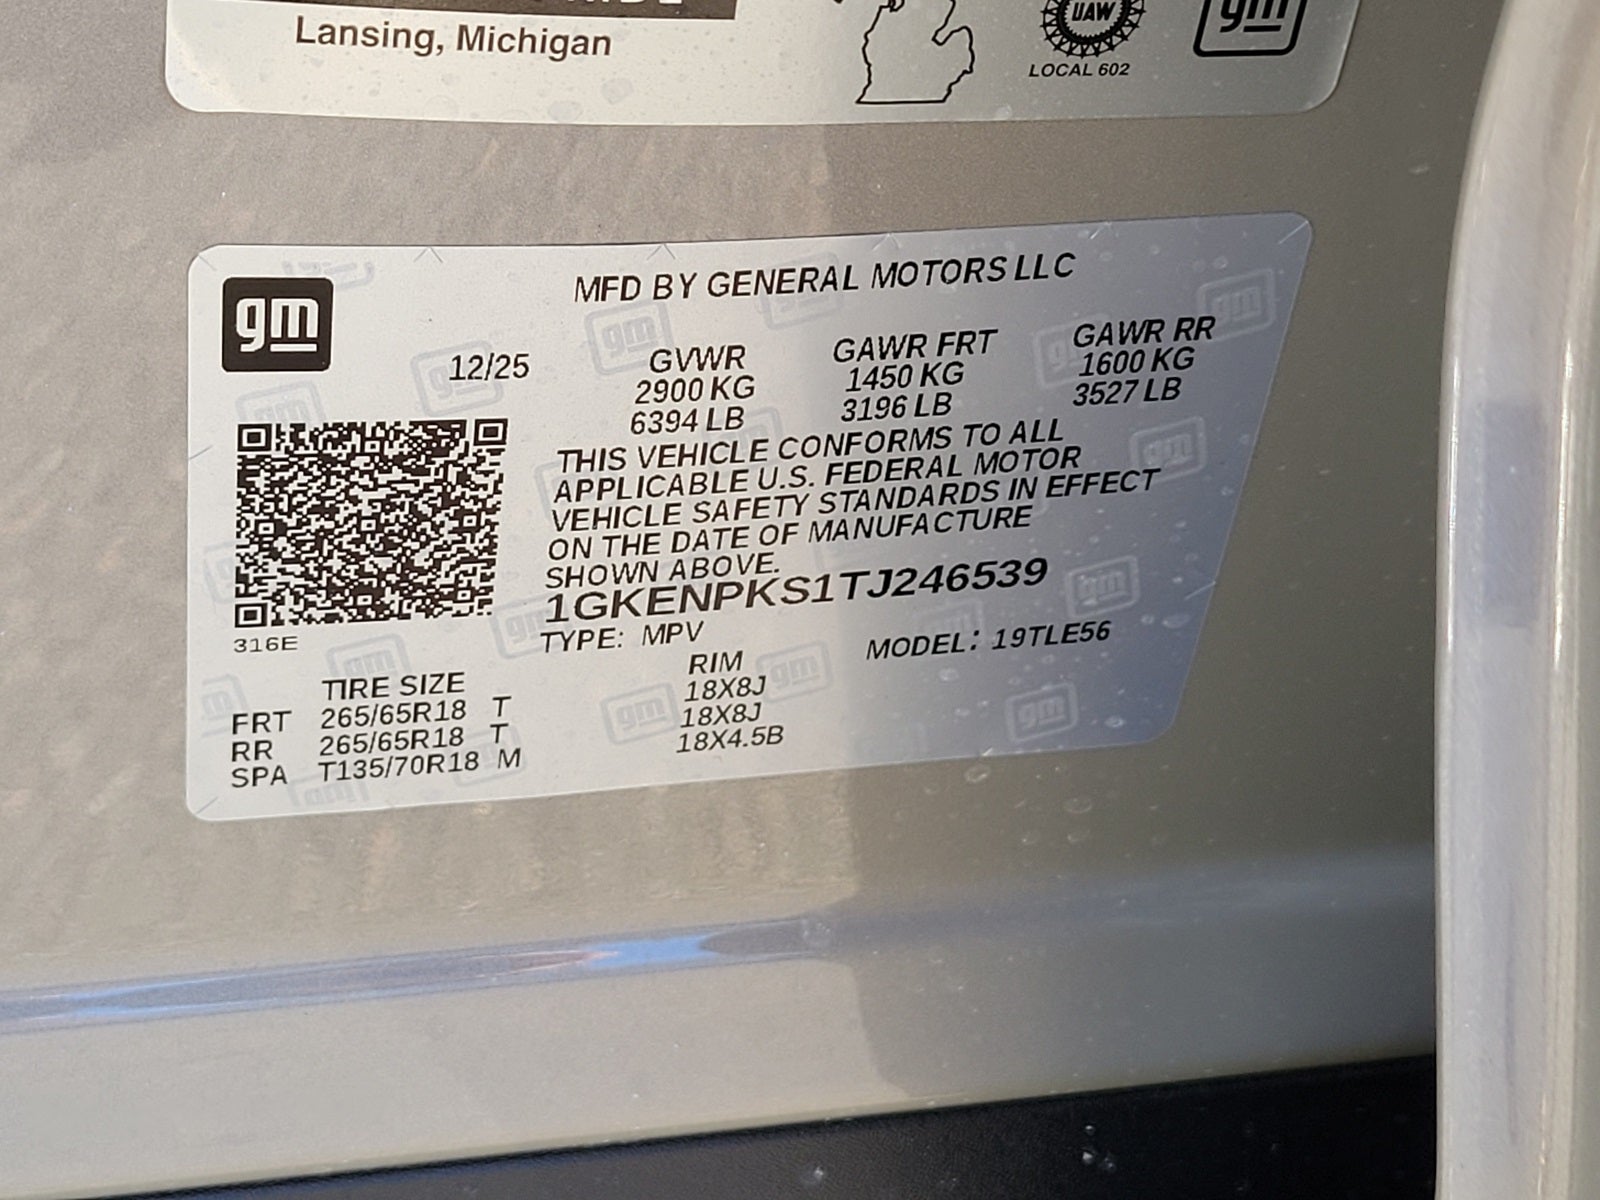 Lansing, Michigan
UAW
LOCAL 602
gm
gm
MFD BY GENERAL MOTORS LLC
12/25
GVWR GAWR FRT GAWR RR
2900 KG 1450 KG 1600 KG
6394 LB 3196 LB 3527 LB
THIS VEHICLE CONFORMS TO ALL
APPLICABLE U.S. FEDERAL MOTOR
VEHICLE SAFETY STANDARDS IN EFFECT
ON THE DATE OF MANUFACTURE
SHOWN ABOVE.
1GKENPKS1TJ246539
316E
TYPE: MPV MODEL: 19TLE56
TIRE SIZE RIM
FRT 265/65R18 T 18X8J
RR 265/65R18 T 18X8J
SPA T135/70R18 M 18X4.5B